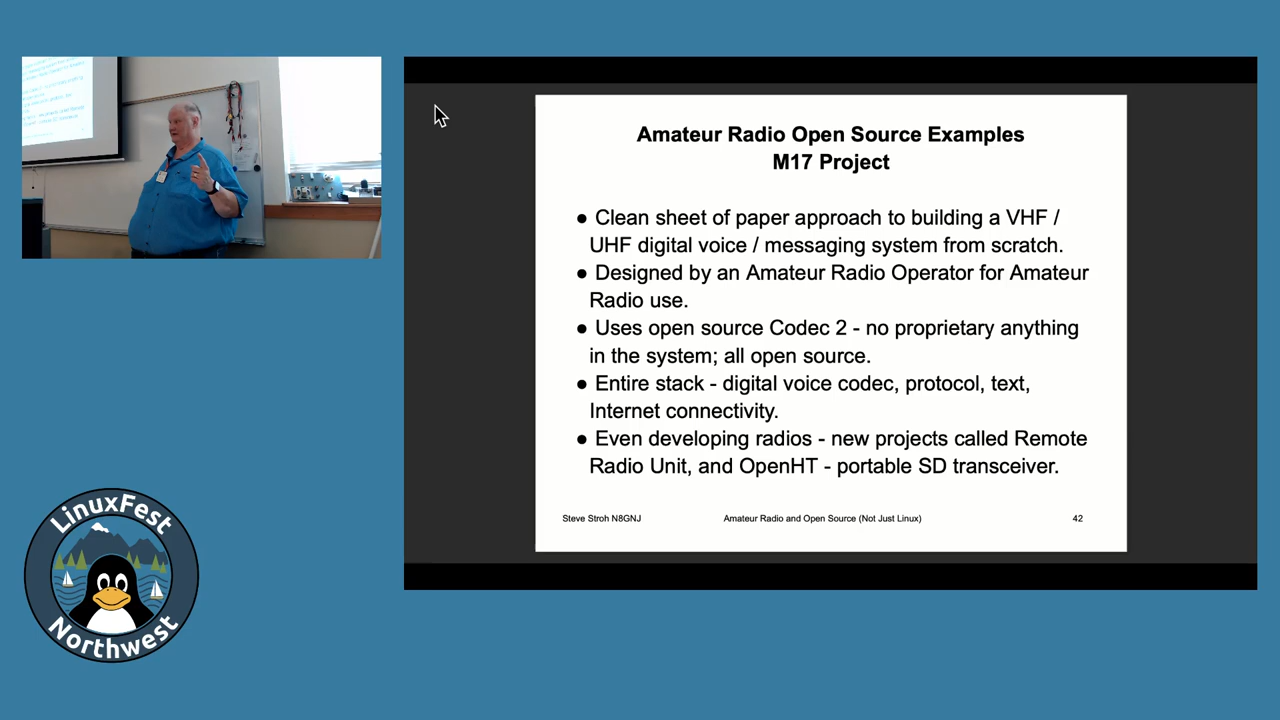 Amateur Radio Open Source Examples
M17 Project
● Clean sheet of paper approach to building a VHF /
UHF digital voice / messaging system from scratch.
● Designed by an Amateur Radio Operator for Amateur
Radio use.
● Uses open source Codec 2 - no proprietary anything
in the system; all open source.
● Entire stack - digital voice codec, protocol, text,
Internet connectivity.
● Even developing radios - new projects called Remote
Radio Unit, and OpenHT - portable SD transceiver.
Steve Stroh N8GNJ
Amateur Radio and Open Source (Not Just Linux)
42
LinuxFest
Northwest